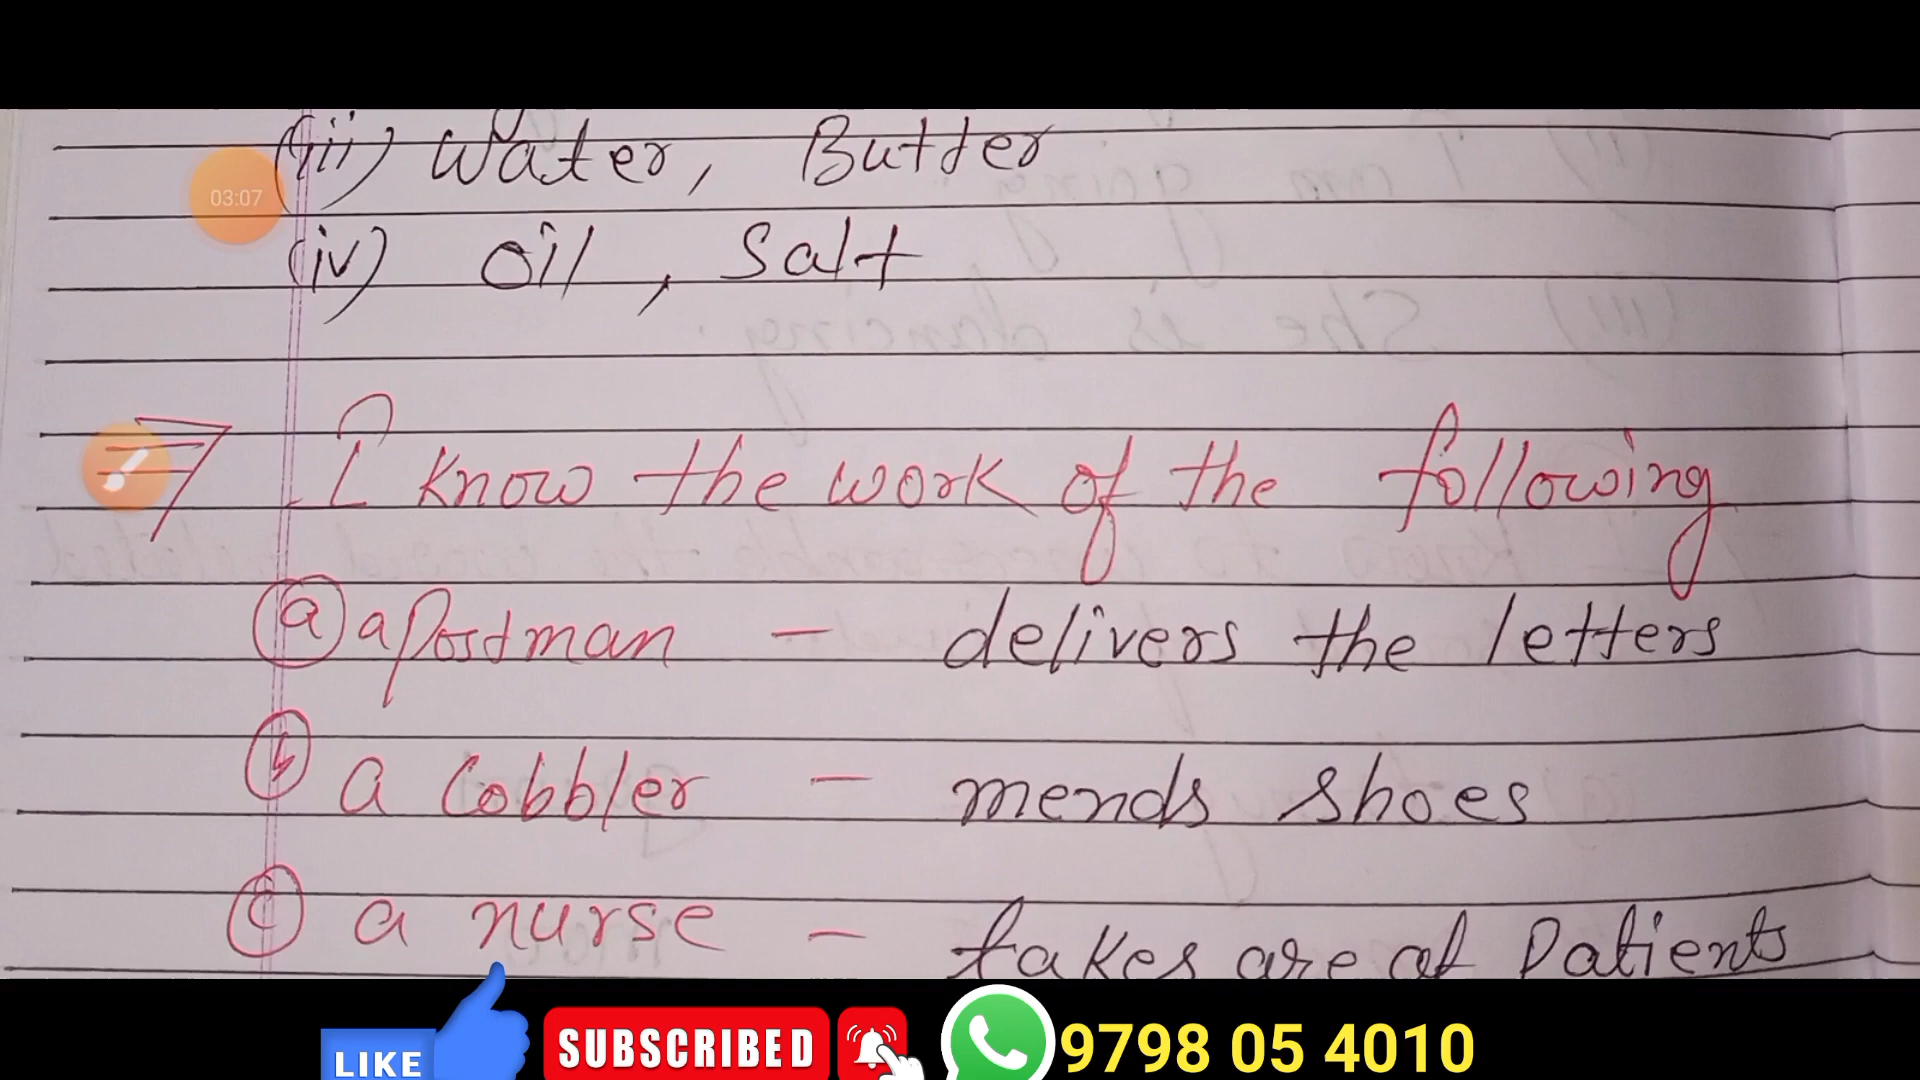 (iii) Water, Butter
03:07
(iv) Oil, Salt
7 I know the work of the following
(a) a Postman - delivers the letters
(b) a Cobbler - mends shoes
(c) a nurse - takes are of Patients
LIKE
SUBSCRIBED
9798 05 4010